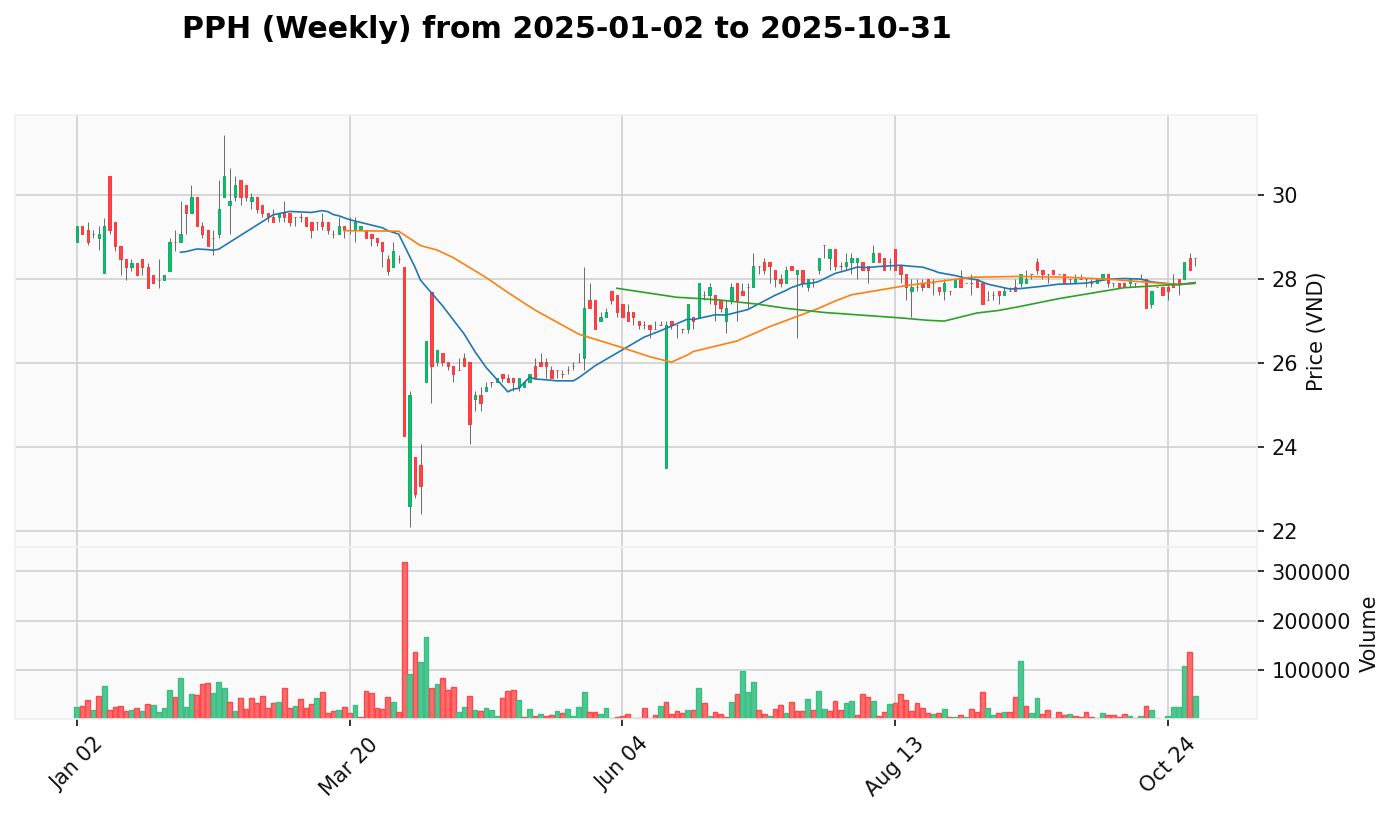 PPH (Weekly) from 2025-01-02 to 2025-10-31
30
28
26
24
22
Price (VND)
300000
200000
100000
Volume
Jan 02
Mar 20
Jun 04
Aug 13
Oct 24